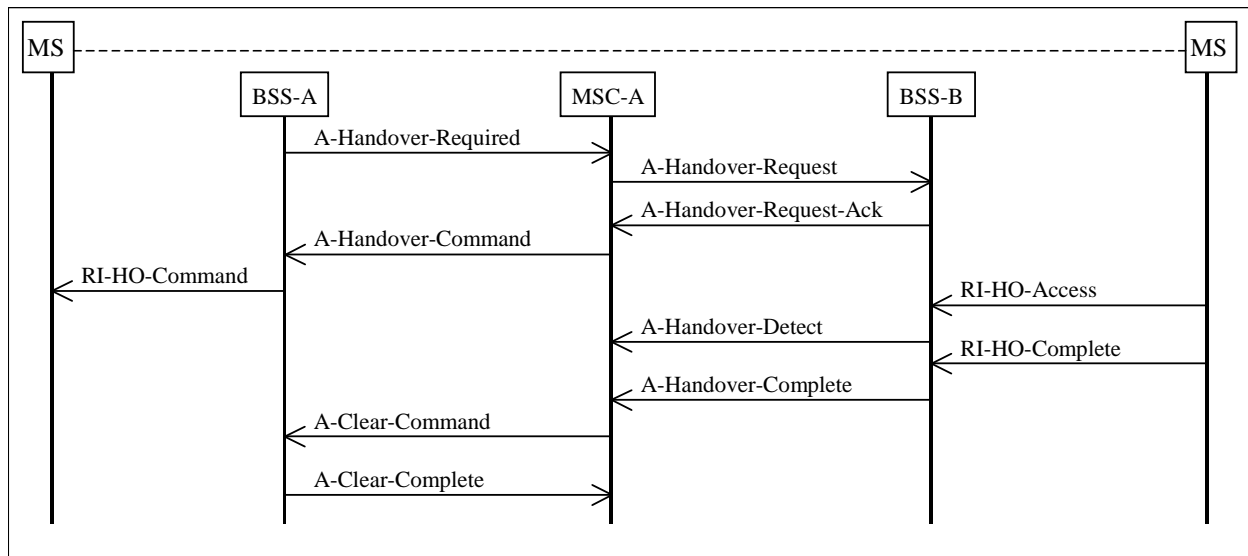 MS
MS
BSS-A
MSC-A
BSS-B
A-Handover-Required
A-Handover-Request
A-Handover-Request-Ack
A-Handover-Command
RI-HO-Command
RI-HO-Access
A-Handover-Detect
RI-HO-Complete
A-Handover-Complete
A-Clear-Command
A-Clear-Complete